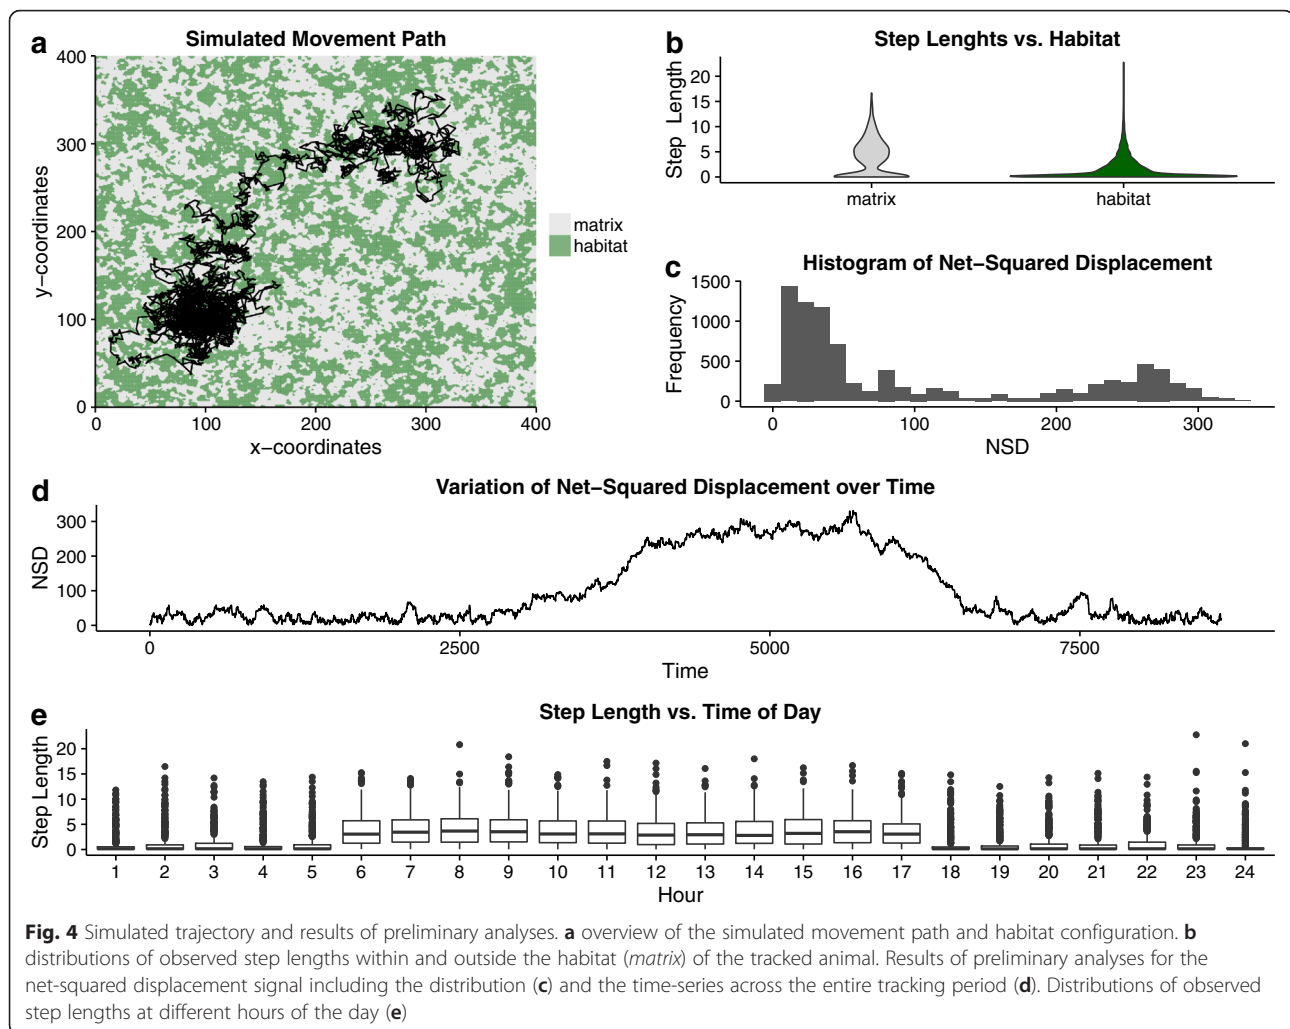 a
Simulated Movement Path
400
300
200
100
0
y−coordinates
0 100 200 300 400
x−coordinates
matrix
habitat
b
Step Lenghts vs. Habitat
Step Length
20
15
10
5
0
matrix habitat
c
Histogram of Net−Squared Displacement
Frequency
1500
1000
500
0
0 100 200 300
NSD
d
Variation of Net−Squared Displacement over Time
NSD
300
200
100
0
0 2500 5000 7500
Time
e
Step Length vs. Time of Day
Step Length
20
15
10
5
0
1 2 3 4 5 6 7 8 9 10 11 12 13 14 15 16 17 18 19 20 21 22 23 24
Hour
Fig. 4 Simulated trajectory and results of preliminary analyses. a overview of the simulated movement path and habitat configuration. b
distributions of observed step lengths within and outside the habitat (matrix) of the tracked animal. Results of preliminary analyses for the
net-squared displacement signal including the distribution (c) and the time-series across the entire tracking period (d). Distributions of observed
step lengths at different hours of the day (e)